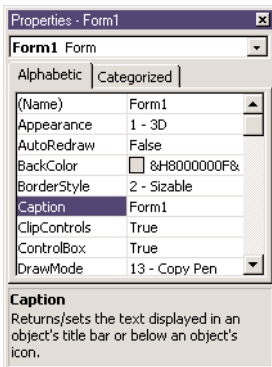 Properties - Form1
Form1 Form
Alphabetic Categorized
(Name) Form1
Appearance 1 - 3D
AutoRedraw False
BackColor &H8000000F&
BorderStyle 2 - Sizable
Caption Form1
ClipControls True
ControlBox True
DrawMode 13 - Copy Pen
Caption
Returns/sets the text displayed in an
object's title bar or below an object's
icon.